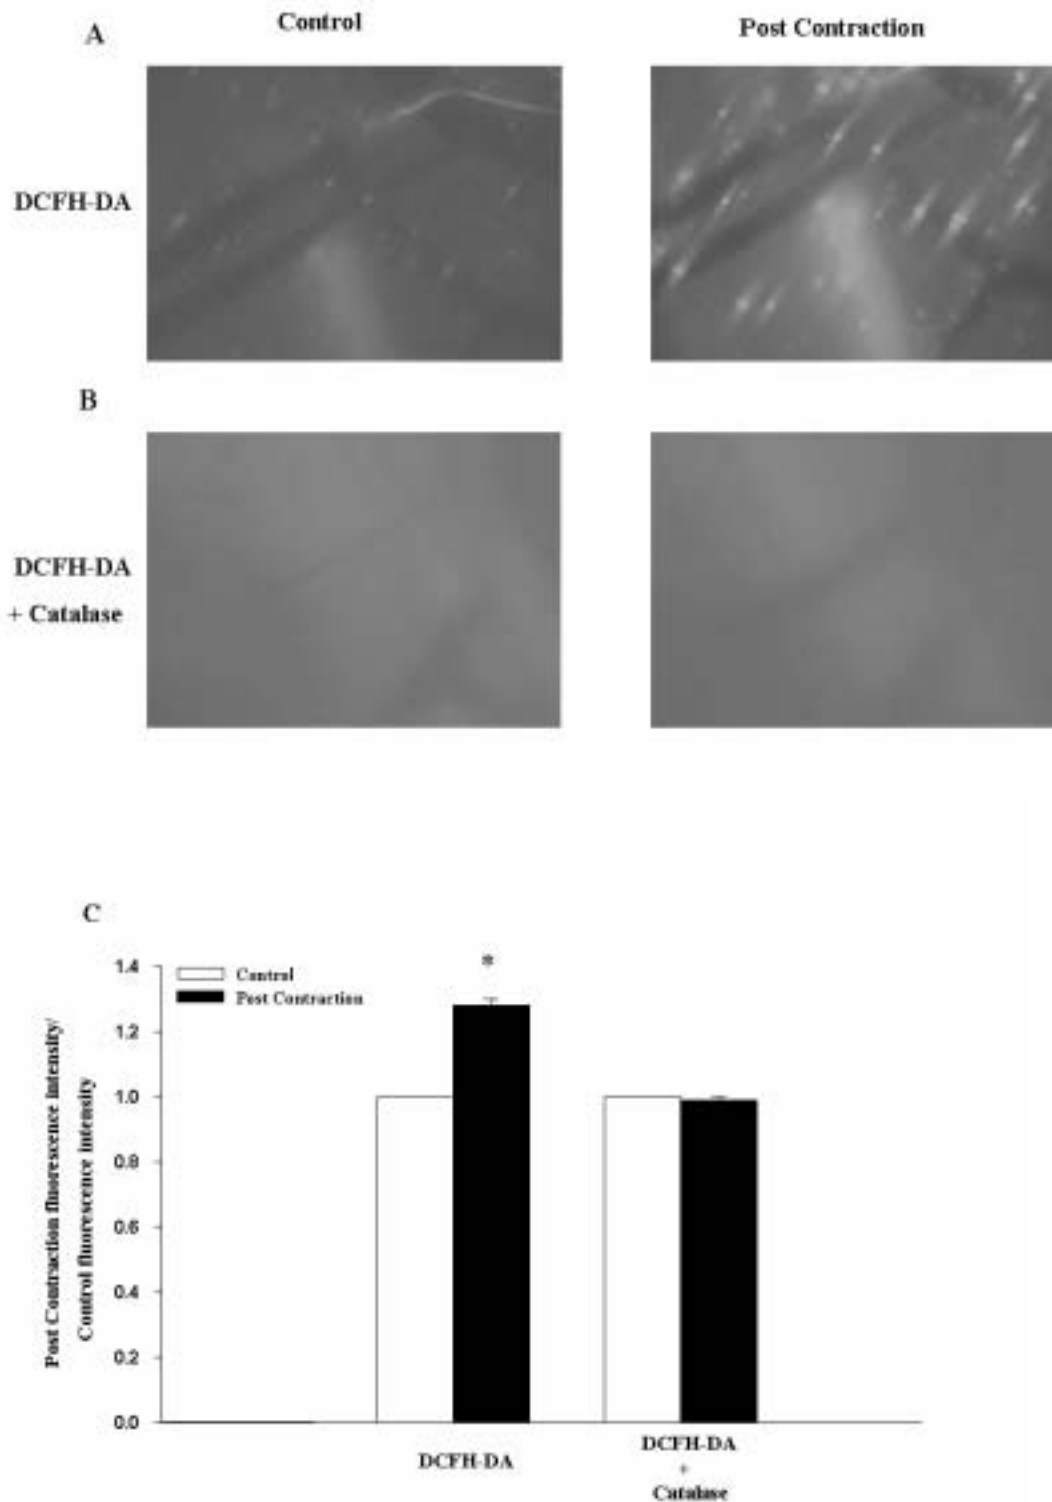 A
Control
Post Contraction
DCFH-DA
B
DCFH-DA
+ Catalase
C
*
Control
Post Contraction
Post Contraction fluorescence intensity/
Control fluorescence intensity
1.4
1.2
1.0
0.8
0.6
0.4
0.2
0.0
DCFH-DA
DCFH-DA
+
Catalase